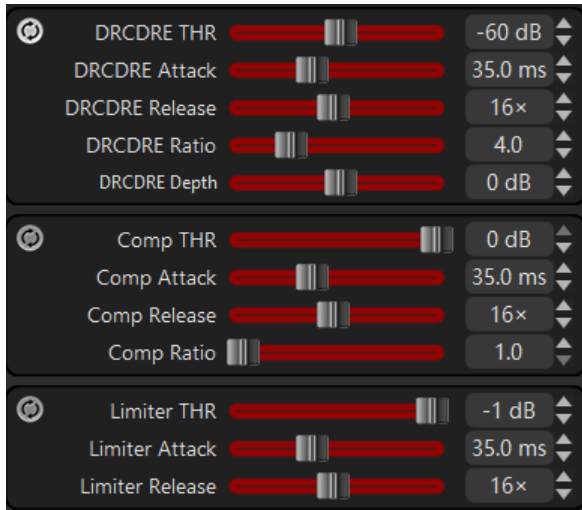 DRCDRE THR -60 dB
DRCDRE Attack 35.0 ms
DRCDRE Release 16×
DRCDRE Ratio 4.0
DRCDRE Depth 0 dB
Comp THR 0 dB
Comp Attack 35.0 ms
Comp Release 16×
Comp Ratio 1.0
Limiter THR -1 dB
Limiter Attack 35.0 ms
Limiter Release 16×